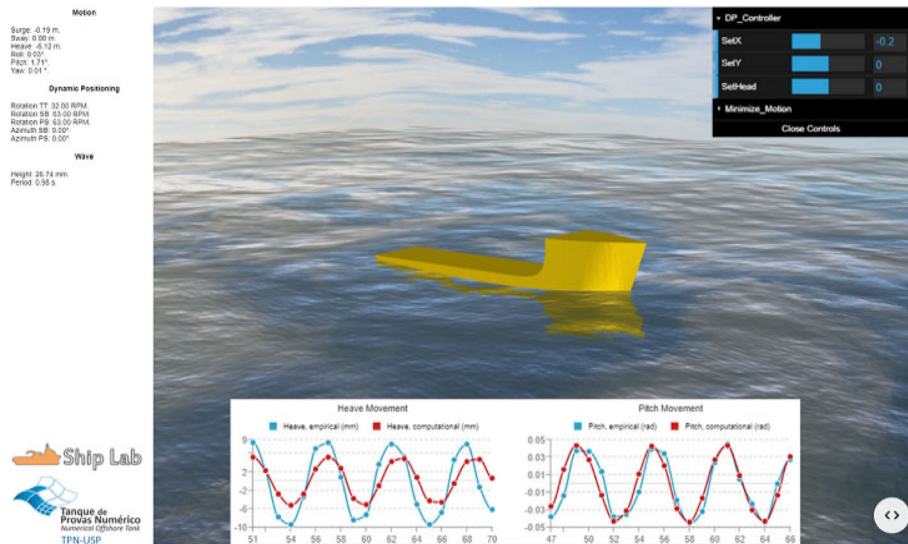 Motion
Surge: -0.19 m.
Sway: 0.00 m.
Heave: -6.12 m.
Roll: 0.03°.
Pitch: 1.71°.
Yaw: 0.01 °.
Dynamic Positioning
Rotation TT: 32.00 RPM.
Rotation SB: 63.00 RPM.
Rotation PS: 63.00 RPM.
Azimuth SB: 0.00°.
Azimuth PS: 0.00°.
Wave
Height: 26.74 mm.
Period: 0.98 s.
DP_Controller
SetX -0.2
SetY 0
SetHead 0
Minimize_Motion
Close Controls
Heave Movement
Heave, empirical (mm) Heave, computational (mm)
9
2
-2
-6
-10
51 54 56 58 60 62 64 66 68 70
Pitch Movement
Pitch, empirical (rad) Pitch, computational (rad)
0.05
0.03
0.01
-0.01
-0.03
-0.05
47 50 52 54 56 58 60 62 64 66
Ship Lab
Tanque de
Provas Numérico
Numerical Offshore Tank
TPN-USP